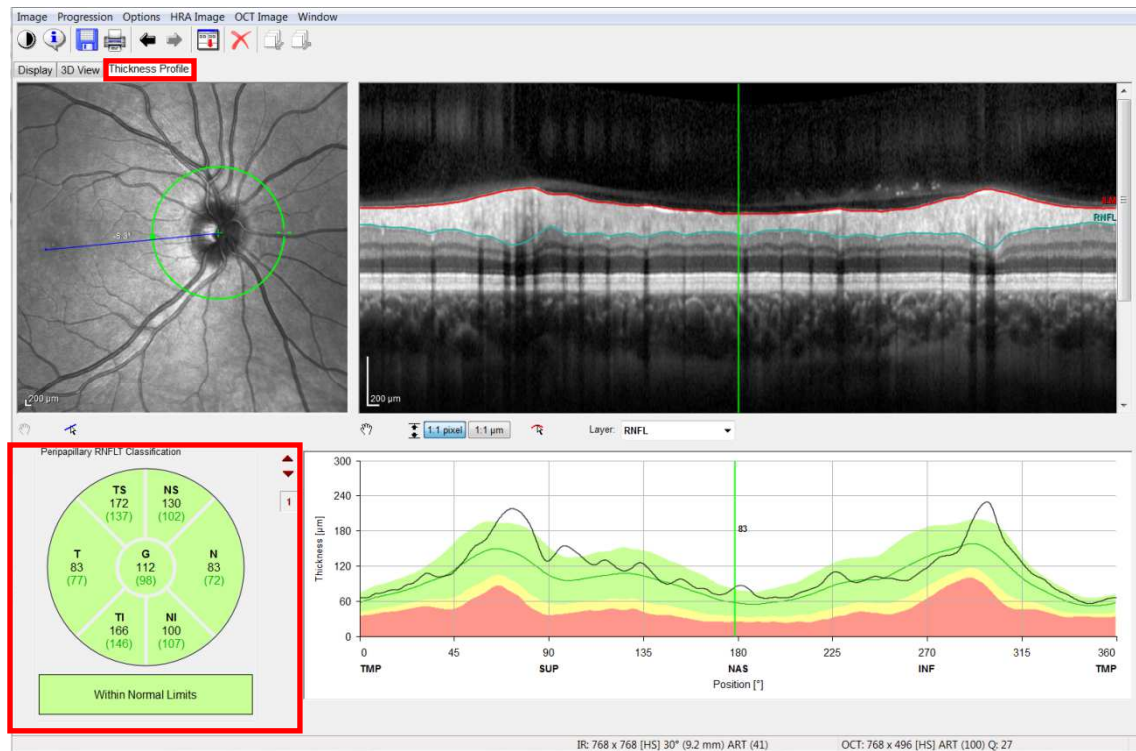 Image Progression Options HRA Image OCT Image Window
Display 3D View Thickness Profile
200 µm
200 µm
RNFL
1:1 pixel 1:1 µm Layer: RNFL
Peripapillary RNFLT Classification
1
TS
172
(137)
NS
130
(102)
T
83
(77)
G
112
(98)
N
83
(72)
TI
166
(146)
NI
100
(107)
Within Normal Limits
Thickness [µm]
300
240
180
120
60
0
83
0 45 90 135 180 225 270 315 360
TMP SUP NAS INF TMP
Position [°]
IR: 768 x 768 [HS] 30° (9.2 mm) ART (41) OCT: 768 x 496 [HS] ART (100) Q: 27